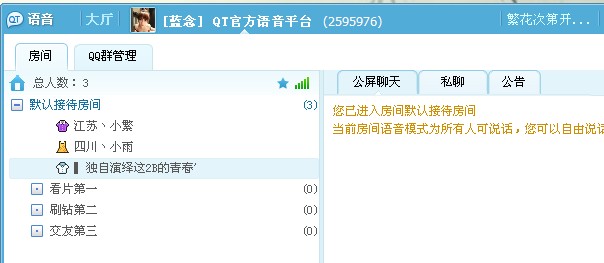 QT 语音 大厅 [蓝念] QT官方语音平台 (2595976) 繁花次第开...
房间 QQ群管理
总人数: 3
公屏聊天 私聊 公告
默认接待房间 (3)
江苏丶小繁
四川丶小雨
▌独自演绎这2B的青春′
看片第一 (0)
刷钻第二 (0)
交友第三 (0)
您已进入房间默认接待房间
当前房间语音模式为所有人可说话，您可以自由说